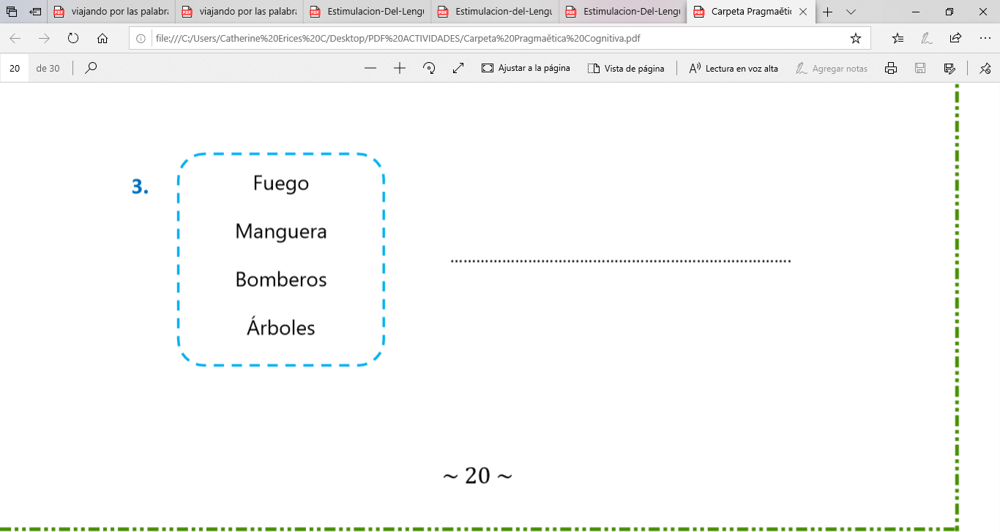 viajando por las palabra
viajando por las palabra
Estimulacion-Del-Lengu
Estimulacion-del-Lengu
Estimulacion-Del-Lengu
Carpeta Pragmaětic
file:///C:/Users/Catherine%20Erices%20C/Desktop/PDF%20ACTIVIDADES/Carpeta%20Pragmaětica%20Cognitiva.pdf
20 de 30
Ajustar a la página
Vista de página
Lectura en voz alta
Agregar notas
3.
Fuego
Manguera
Bomberos
Árboles
~ 20 ~